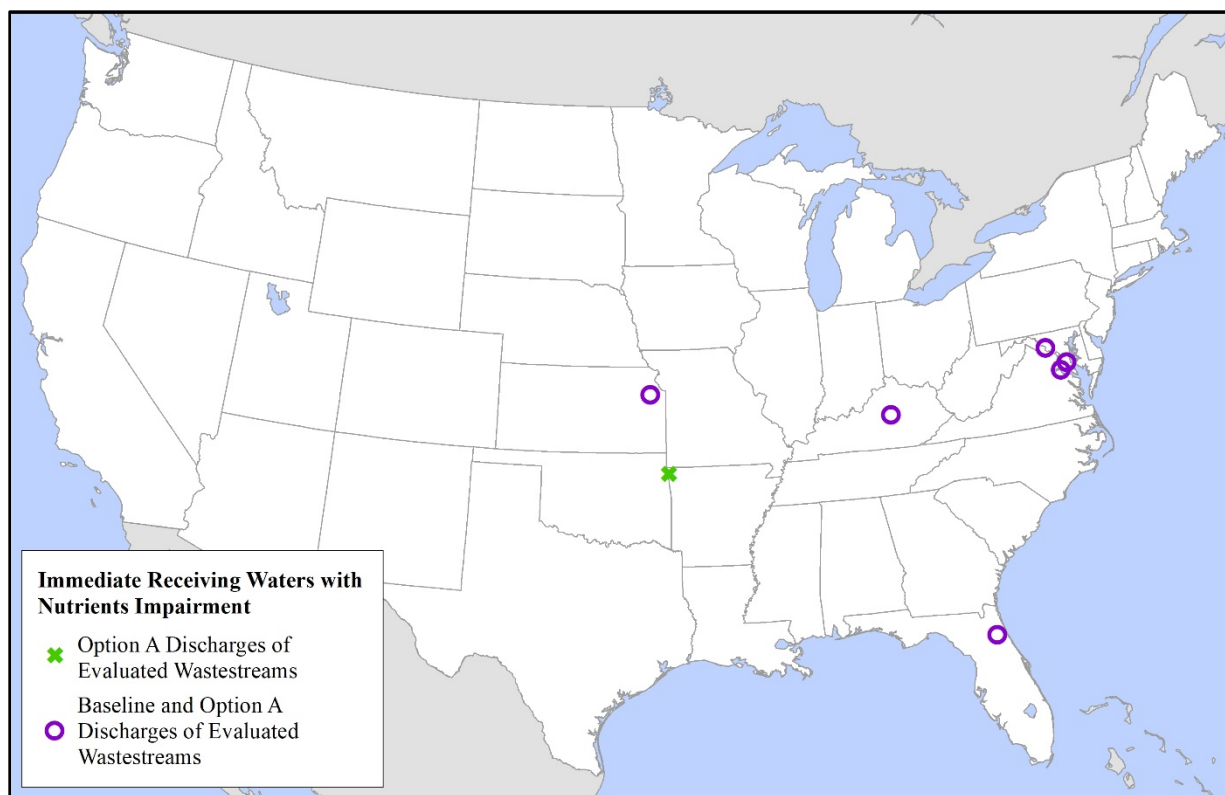 Immediate Receiving Waters with
Nutrients Impairment
Option A Discharges of
Evaluated Wastestreams
Baseline and Option A
Discharges of Evaluated
Wastestreams